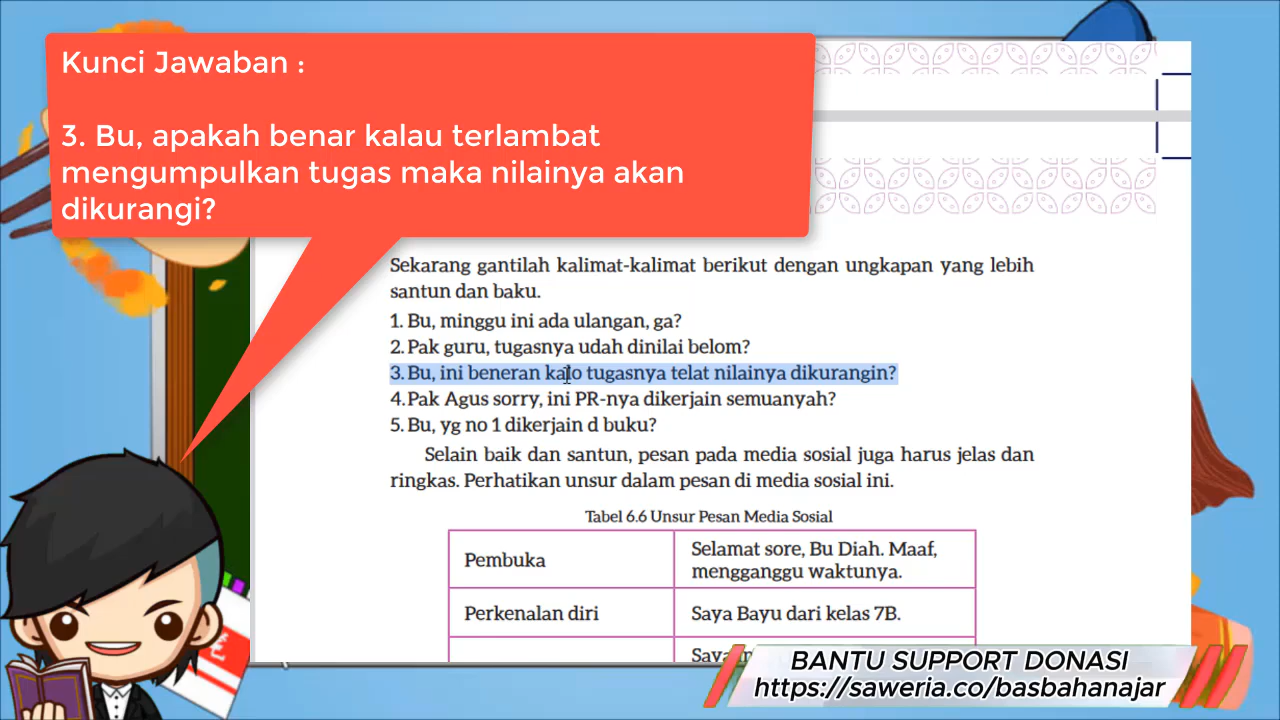 Kunci Jawaban :
3. Bu, apakah benar kalau terlambat
mengumpulkan tugas maka nilainya akan
dikurangi?
Sekarang gantilah kalimat-kalimat berikut dengan ungkapan yang lebih
santun dan baku.
1. Bu, minggu ini ada ulangan, ga?
2. Pak guru, tugasnya udah dinilai belom?
3. Bu, ini beneran kalo tugasnya telat nilainya dikurangin?
4. Pak Agus sorry, ini PR-nya dikerjain semuanyah?
5. Bu, yg no 1 dikerjain d buku?
Selain baik dan santun, pesan pada media sosial juga harus jelas dan
ringkas. Perhatikan unsur dalam pesan di media sosial ini.
Tabel 6.6 Unsur Pesan Media Sosial
Pembuka
Selamat sore, Bu Diah. Maaf,
mengganggu waktunya.
Perkenalan diri
Saya Bayu dari kelas 7B.
BANTU SUPPORT DONASI
https://saweria.co/basbahanajar